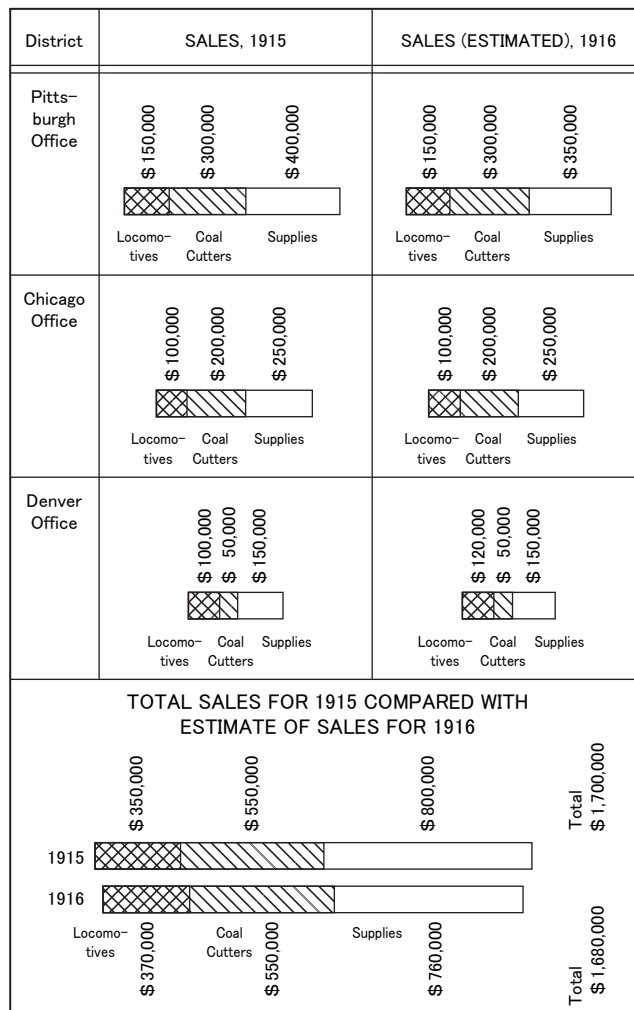 District
SALES, 1915
SALES (ESTIMATED), 1916
Pitts-
burgh
Office
$ 150,000
$ 300,000
$ 400,000
Locomo-
tives
Coal
Cutters
Supplies
$ 150,000
$ 300,000
$ 350,000
Locomo-
tives
Coal
Cutters
Supplies
Chicago
Office
$ 100,000
$ 200,000
$ 250,000
Locomo-
tives
Coal
Cutters
Supplies
$ 100,000
$ 200,000
$ 250,000
Locomo-
tives
Coal
Cutters
Supplies
Denver
Office
$ 100,000
$ 50,000
$ 150,000
Locomo-
tives
Coal
Cutters
Supplies
$ 120,000
$ 50,000
$ 150,000
Locomo-
tives
Coal
Cutters
Supplies
TOTAL SALES FOR 1915 COMPARED WITH
ESTIMATE OF SALES FOR 1916
$ 350,000
$ 550,000
$ 800,000
Total
$ 1,700,000
1915
1916
Locomo-
tives
Coal
Cutters
Supplies
$ 370,000
$ 550,000
$ 760,000
Total
$ 1,680,000